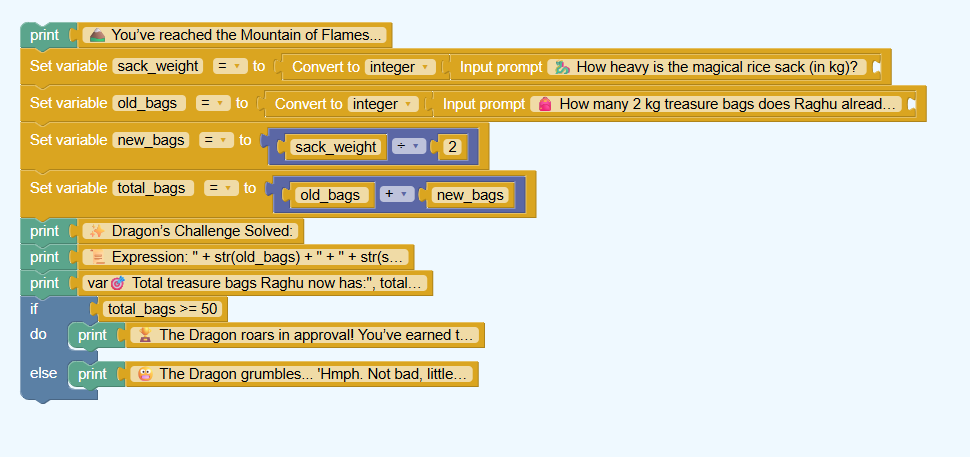 print 🌋 You've reached the Mountain of Flames...
Set variable sack_weight = to Convert to integer Input prompt 🐉 How heavy is the magical rice sack (in kg)?
Set variable old_bags = to Convert to integer Input prompt 🎒 How many 2 kg treasure bags does Raghu alread...
Set variable new_bags = to sack_weight ÷ 2
Set variable total_bags = to old_bags + new_bags
print ✨ Dragon's Challenge Solved:
print 📜 Expression: " + str(old_bags) + " + " + str(s...
print var🎯 Total treasure bags Raghu now has:", total...
if total_bags >= 50
do print The Dragon roars in approval! You've earned t...
else print The Dragon grumbles... 'Hmph. Not bad, little...